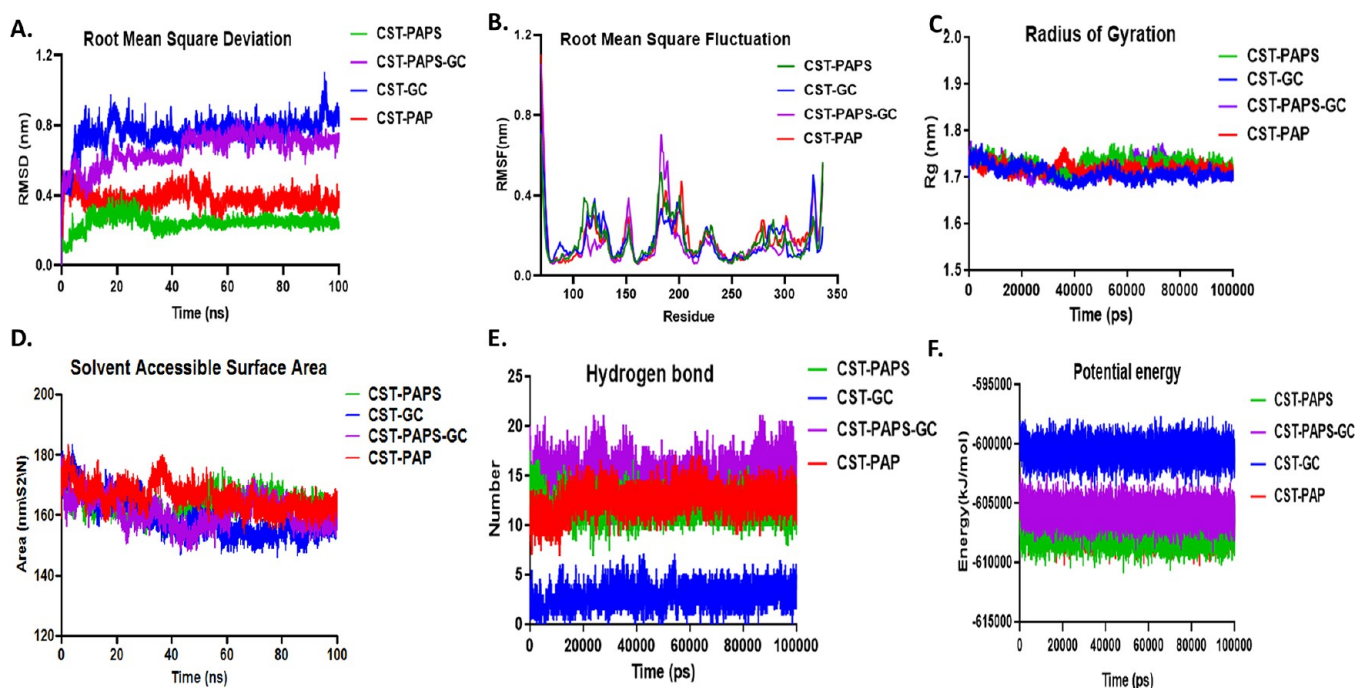 A.
Root Mean Square Deviation
CST-PAPS
CST-PAPS-GC
CST-GC
CST-PAP
RMSD (nm)
1.2
0.8
0.4
0.0
0 20 40 60 80 100
Time (ns)
B.
Root Mean Square Fluctuation
CST-PAPS
CST-GC
CST-PAPS-GC
CST-PAP
RMSF(nm)
1.2
0.9
0.6
0.3
0.0
100 150 200 250 300 350
Residue
C.
Radius of Gyration
CST-PAPS
CST-GC
CST-PAPS-GC
CST-PAP
Rg (nm)
2.0
1.9
1.8
1.7
1.6
1.5
0 20000 40000 60000 80000 100000
Time (ps)
D.
Solvent Accessible Surface Area
CST-PAPS
CST-GC
CST-PAPS-GC
CST-PAP
Area (nm\S2\N)
200
180
160
140
120
0 20 40 60 80 100
Time (ns)
E.
Hydrogen bond
CST-PAPS
CST-GC
CST-PAPS-GC
CST-PAP
Number
25
20
15
10
5
0
0 20000 40000 60000 80000 100000
Time (ps)
F.
Potential energy
CST-PAPS
CST-PAPS-GC
CST-GC
CST-PAP
Energy(kJ/mol)
-595000
-600000
-605000
-610000
-615000
0 20000 40000 60000 80000 100000
Time (ps)